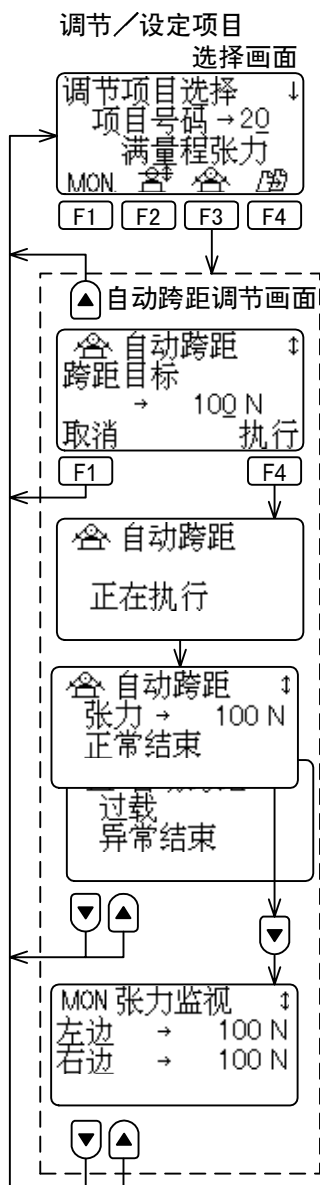 调节／设定项目
选择画面
调节项目选择 ↓
项目号码→20
满量程张力
MON.
F1 F2 F3 F4
▲ 自动跨距调节画面
自动跨距 ↕
跨距目标
→ 100 N
取消 执行
F1 F4
自动跨距
正在执行
自动跨距 ↕
张力→ 100 N
正常结束
过载
异常结束
▼ ▲
▼
MON 张力监视 ↕
左边 → 100 N
右边 → 100 N
▼ ▲